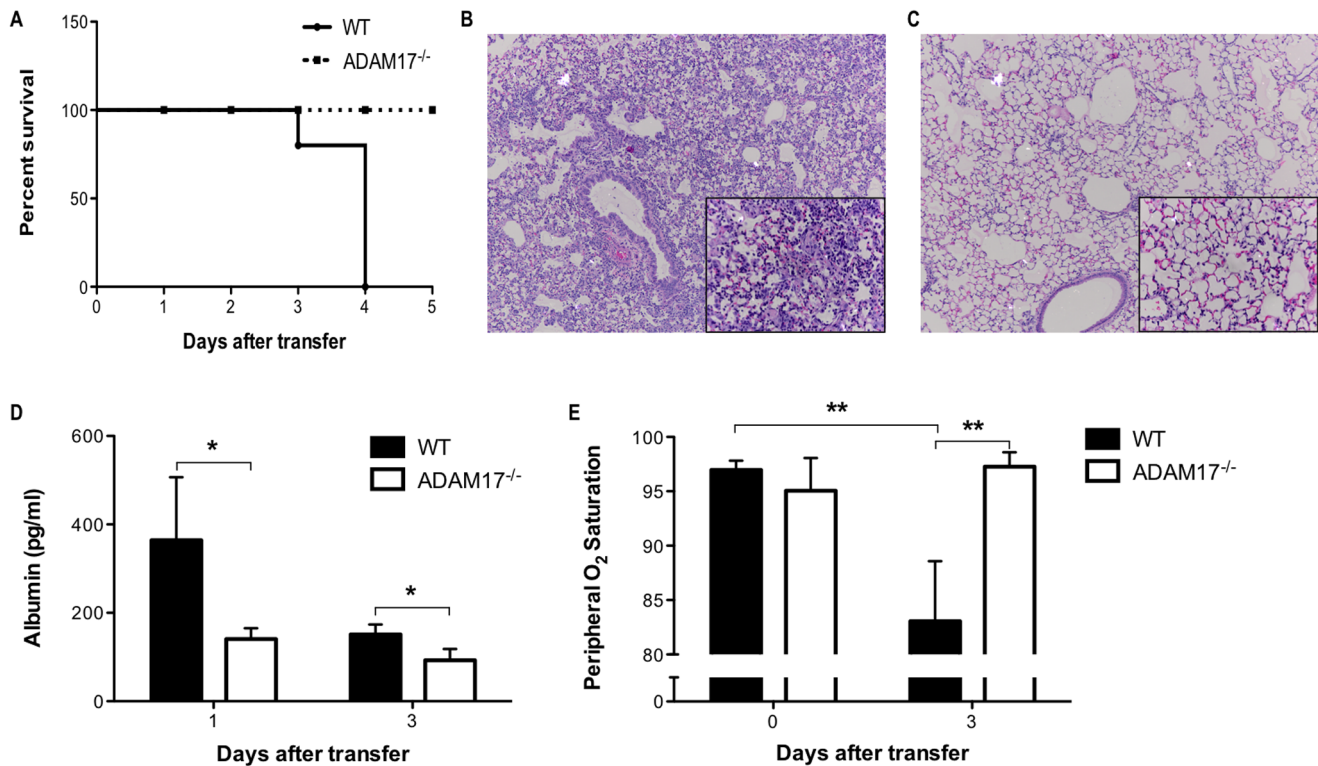 A
150
100
50
0
Percent survival
WT
ADAM17-/-
0 1 2 3 4 5
Days after transfer
B
C
D
600
400
200
0
Albumin (pg/ml)
*
*
WT
ADAM17-/-
1 3
Days after transfer
E
100
95
90
85
80
0
Peripheral O2 Saturation
**
**
WT
ADAM17-/-
0 3
Days after transfer